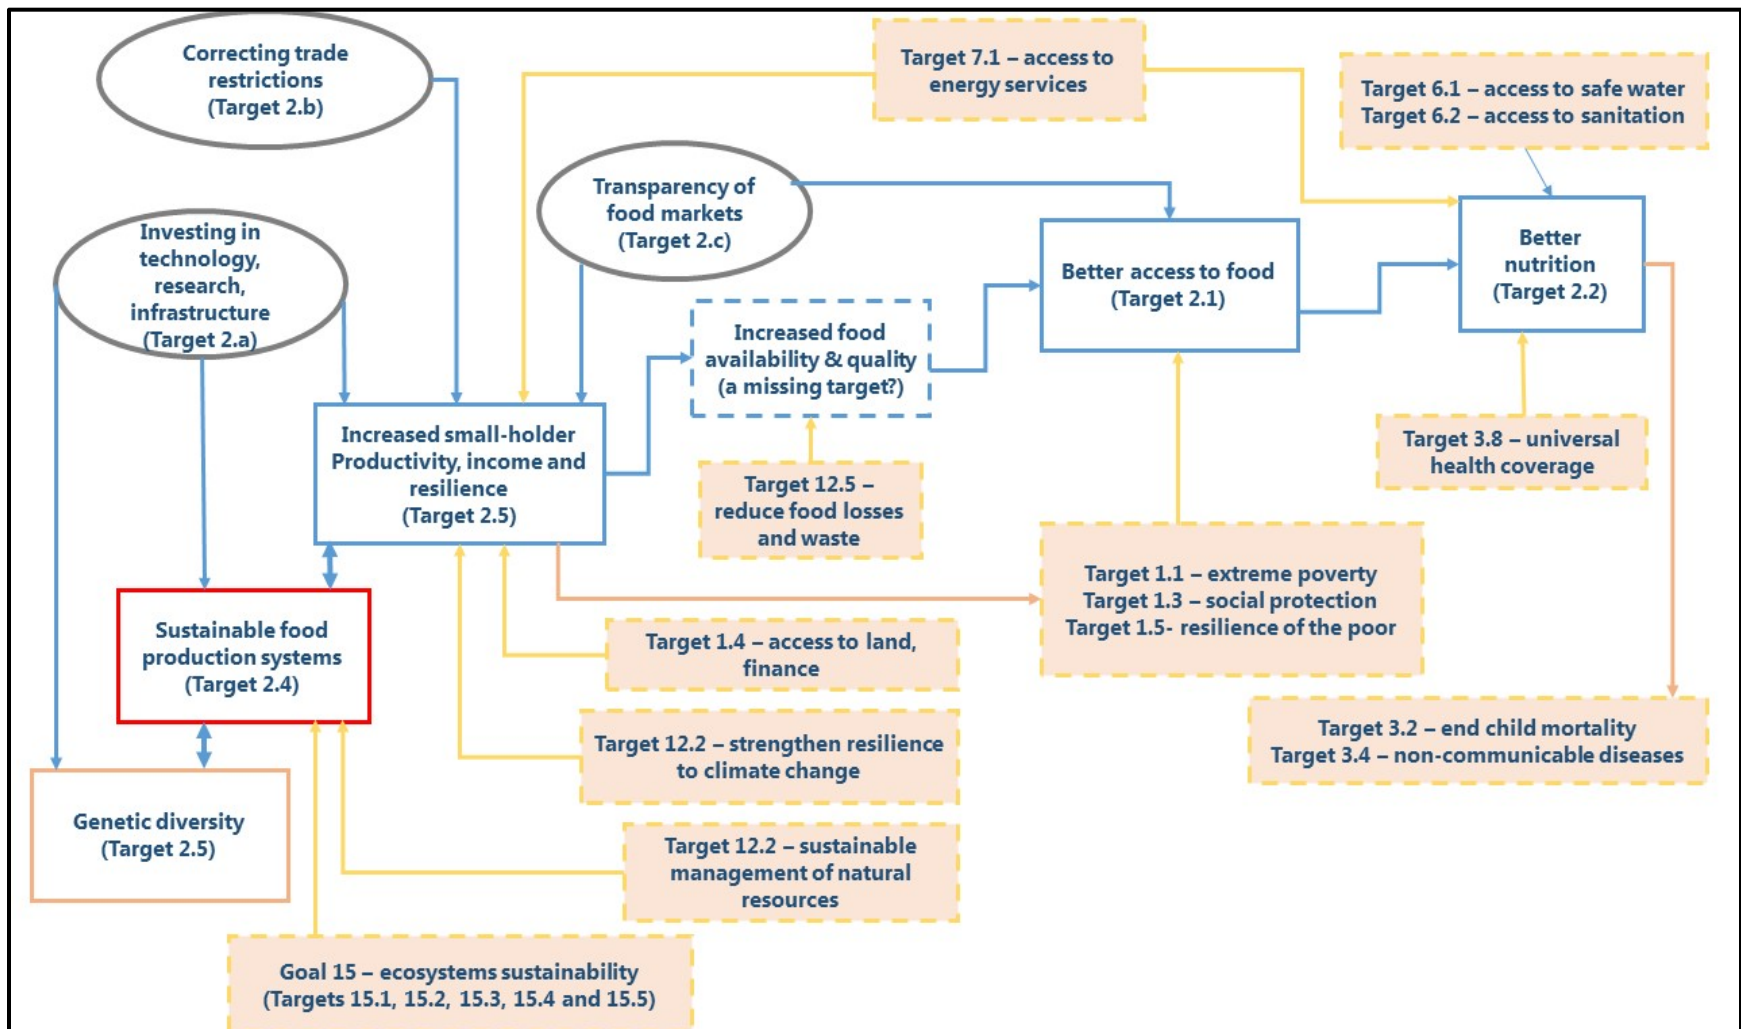 Correcting trade
restrictions
(Target 2.b)
Target 7.1 – access to
energy services
Target 6.1 – access to safe water
Target 6.2 – access to sanitation
Transparency of
food markets
(Target 2.c)
Investing in
technology,
research,
infrastructure
(Target 2.a)
Better access to food
(Target 2.1)
Better
nutrition
(Target 2.2)
Increased food
availability & quality
(a missing target?)
Increased small-holder
Productivity, income and
resilience
(Target 2.5)
Target 12.5 –
reduce food losses
and waste
Target 3.8 – universal
health coverage
Target 1.1 – extreme poverty
Target 1.3 – social protection
Target 1.5- resilience of the poor
Sustainable food
production systems
(Target 2.4)
Target 1.4 – access to land,
finance
Target 12.2 – strengthen resilience
to climate change
Target 3.2 – end child mortality
Target 3.4 – non-communicable diseases
Genetic diversity
(Target 2.5)
Target 12.2 – sustainable
management of natural
resources
Goal 15 – ecosystems sustainability
(Targets 15.1, 15.2, 15.3, 15.4 and 15.5)